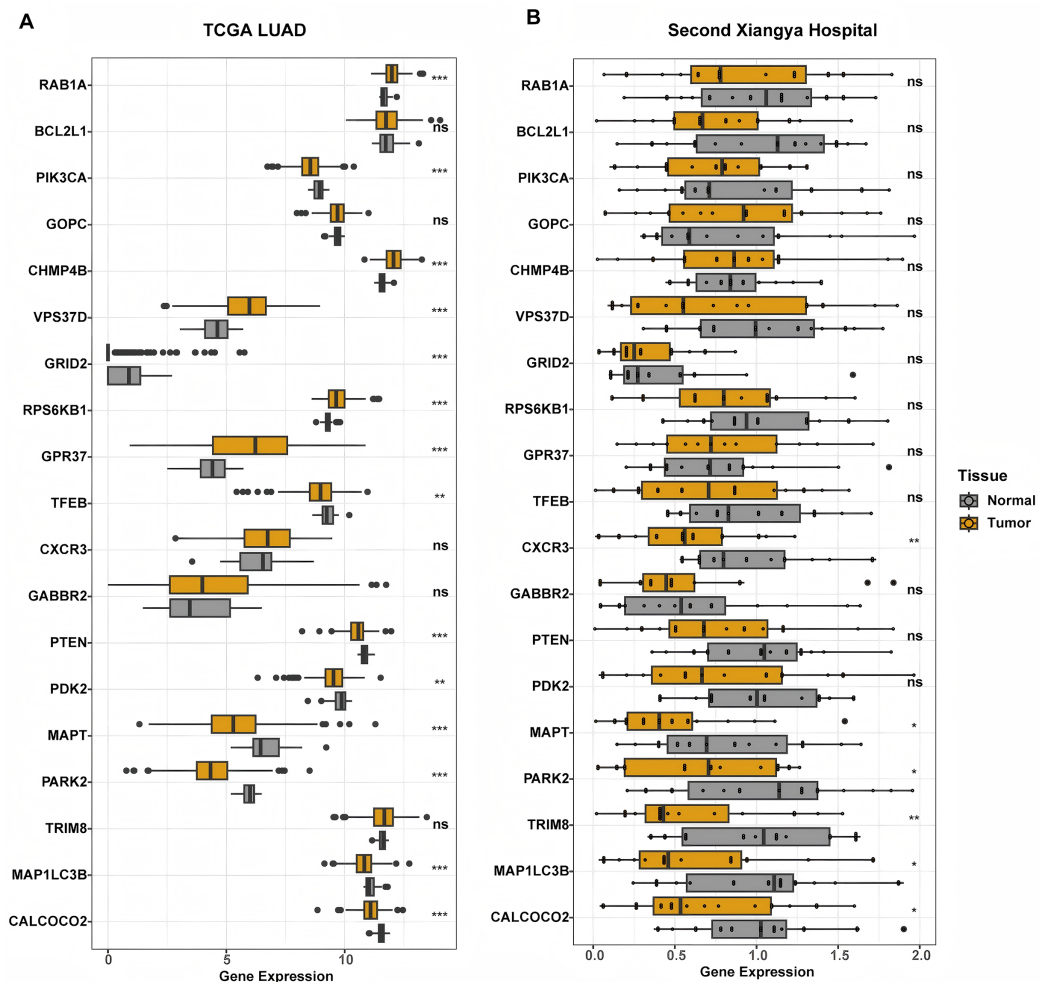 A
TCGA LUAD
RAB1A ***
BCL2L1 ns
PIK3CA ***
GOPC ns
CHMP4B ***
VPS37D ***
GRID2 ***
RPS6KB1 ***
GPR37 ***
TFEB **
CXCR3 ns
GABBR2 ns
PTEN ***
PDK2 **
MAPT ***
PARK2 ***
TRIM8 ns
MAP1LC3B ***
CALCOCO2 ***
0 5 10
Gene Expression
B
Second Xiangya Hospital
RAB1A ns
BCL2L1 ns
PIK3CA ns
GOPC ns
CHMP4B ns
VPS37D ns
GRID2 ns
RPS6KB1 ns
GPR37 ns
TFEB ns
CXCR3 **
GABBR2 ns
PTEN ns
PDK2 ns
MAPT *
PARK2 *
TRIM8 **
MAP1LC3B *
CALCOCO2 *
0.0 0.5 1.0 1.5 2.0
Gene Expression
Tissue
Normal
Tumor